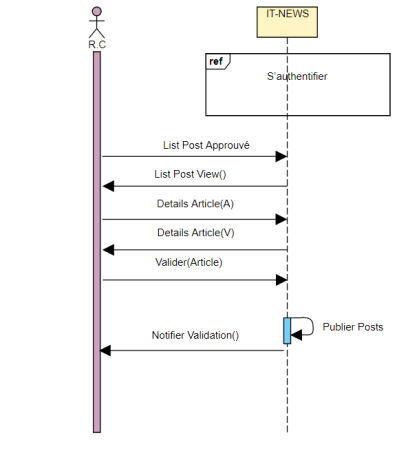 IT-NEWS
R.C
ref
S'authentifier
List Post Approuvé
List Post View()
Details Article(A)
Details Article(V)
Valider(Article)
Publier Posts
Notifier Validation()